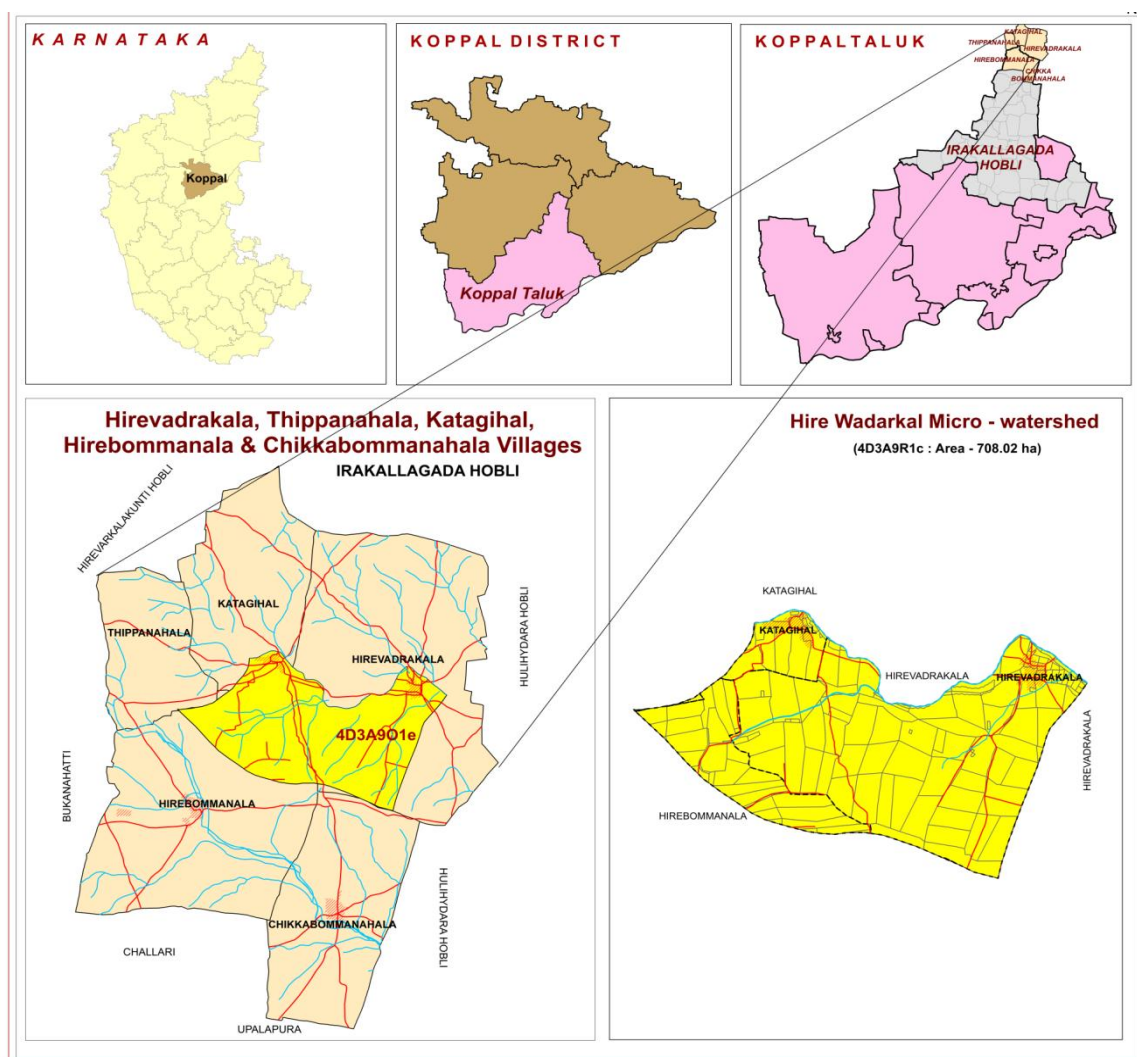 KARNATAKA
Koppal
KOPPAL DISTRICT
Koppal Taluk
KOPPAL TALUK
KATAGIHAL
THIPPANAHALA
HIREVADRAKALA
HIREBOMMANALA
CHIKKA
BOMMANAHALA
IRAKALLAGADA
HOBLI
Hirevadrakala, Thippanahala, Katagihal,
Hirebommanala & Chikkabommanahala Villages
IRAKALLAGADA HOBLI
HIREVARKALAKUNTI HOBLI
KATAGIHAL
THIPPANAHALA
HIREVADRAKALA
HULIHYDARA HOBLI
4D3A9O1e
BUKANAHATTI
HIREBOMMANALA
HULIHYDARA HOBLI
CHIKKABOMMANAHALA
CHALLARI
UPALAPURA
Hire Wadarkal Micro - watershed
(4D3A9R1c : Area - 708.02 ha)
KATAGIHAL
KATAGIHAL
HIREVADRAKALA
HIREVADRAKALA
HIREVADRAKALA
HIREBOMMANALA